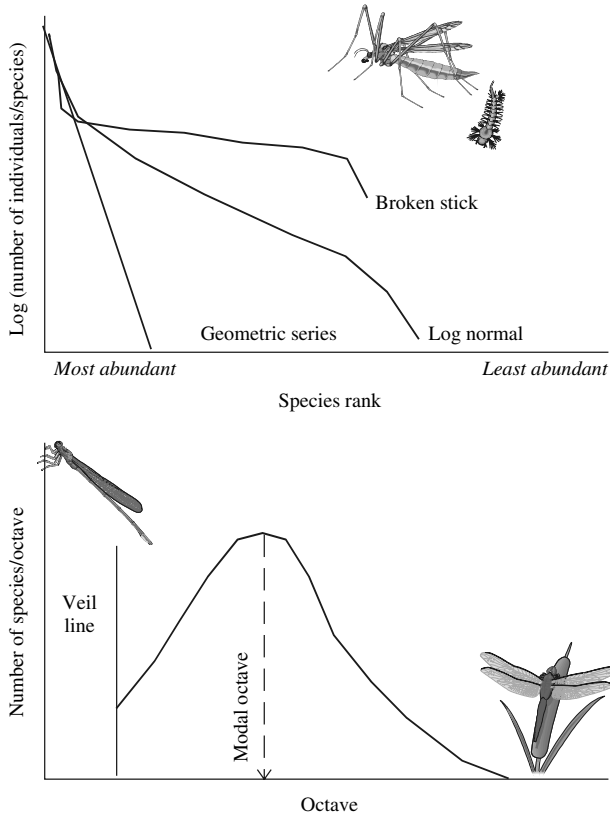 Log (number of individuals/species)
Broken stick
Geometric series
Log normal
Most abundant
Least abundant
Species rank
Number of species/octave
Veil
line
Modal octave
Octave